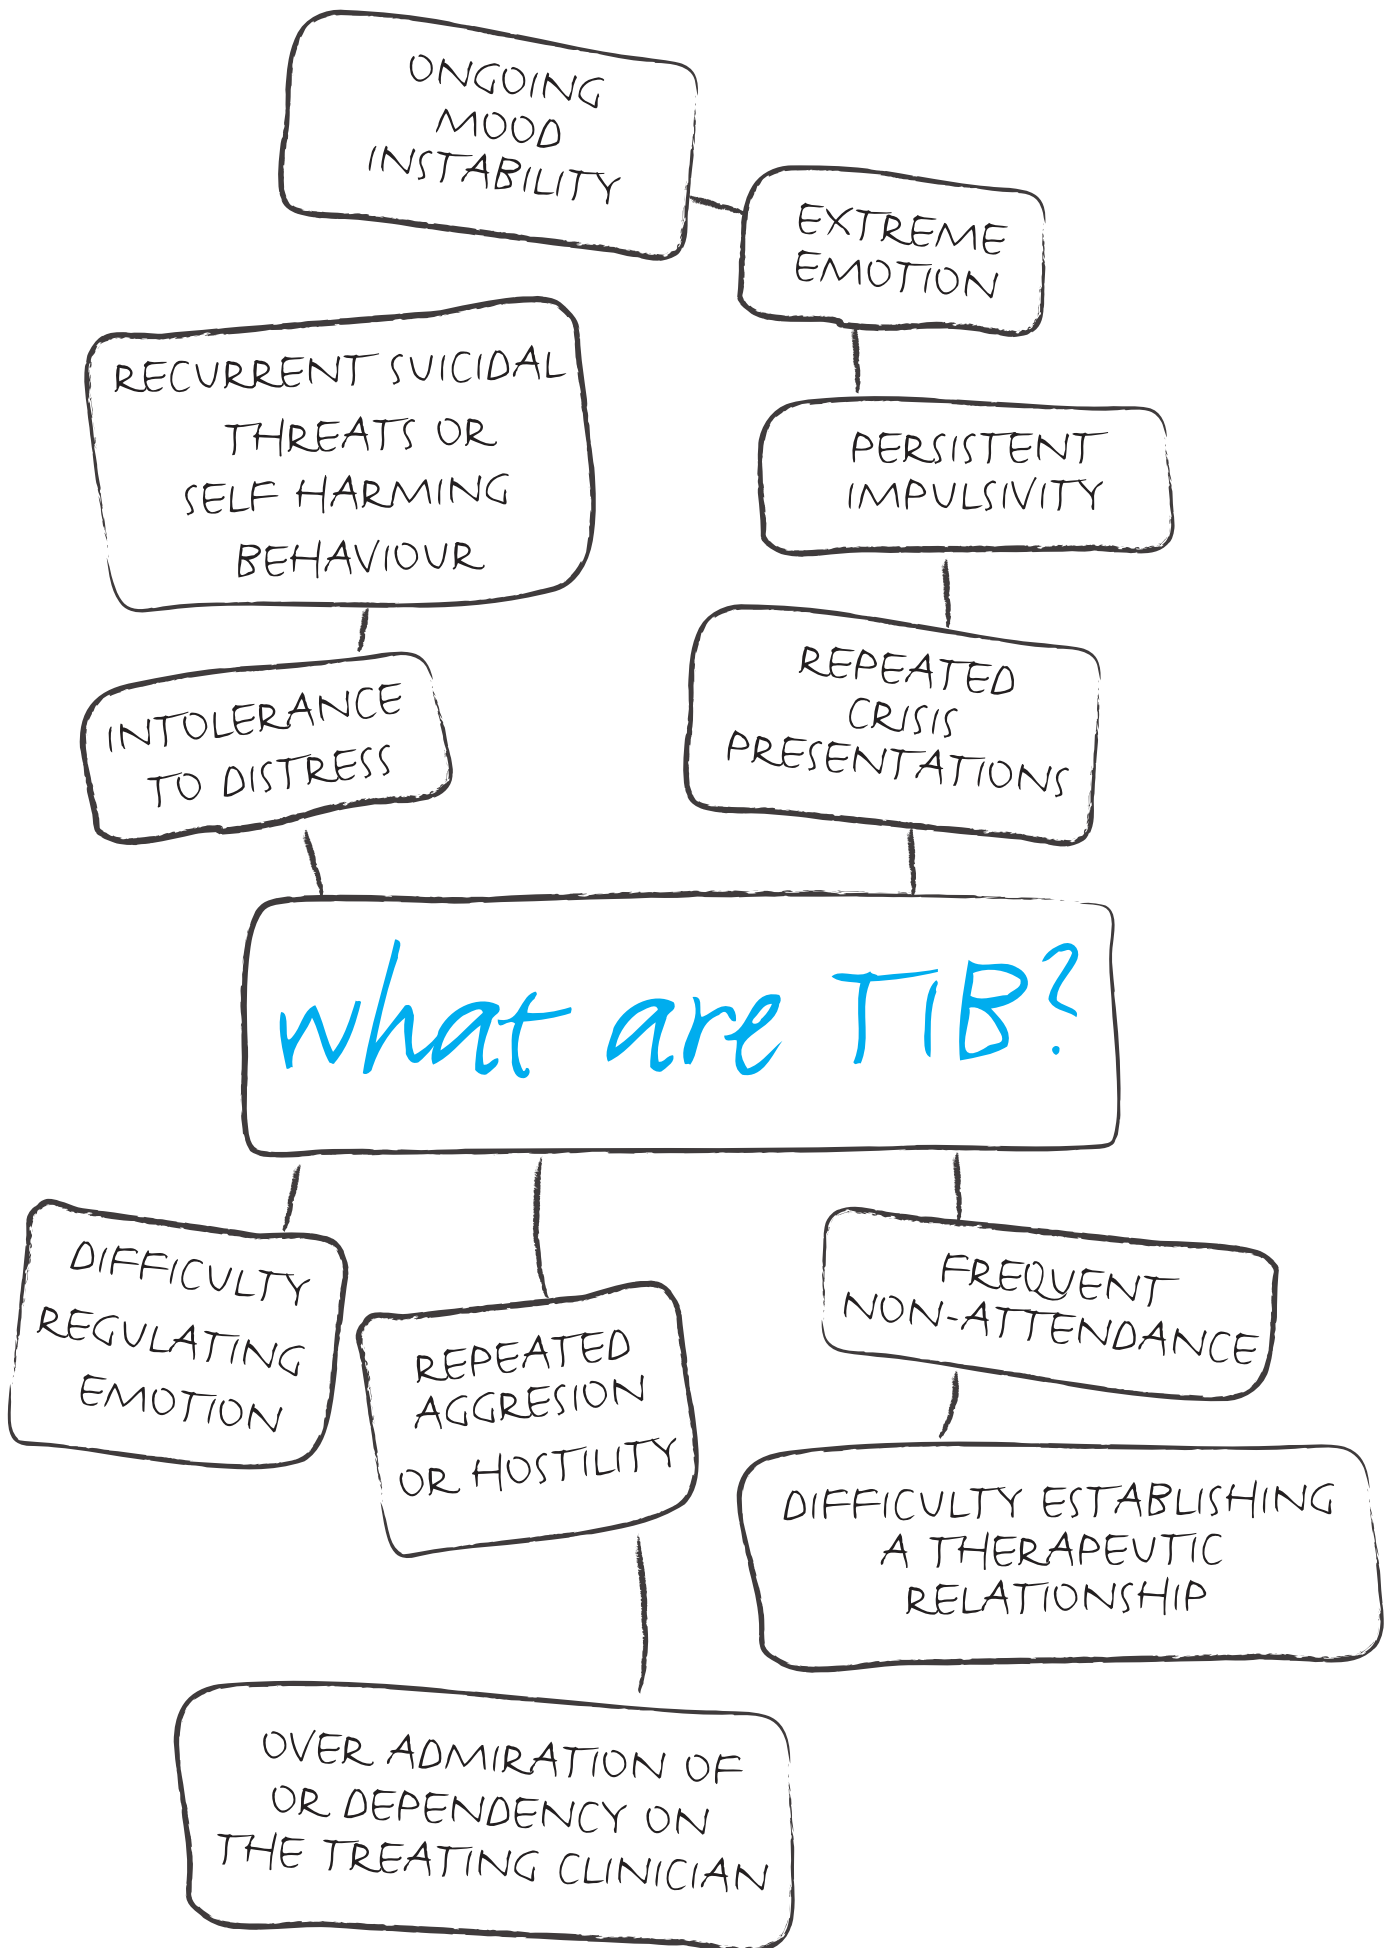 ONGOING
MOOD
INSTABILITY
EXTREME
EMOTION
RECURRENT SUICIDAL
THREATS OR
SELF HARMING
BEHAVIOUR
PERSISTENT
IMPULSIVITY
INTOLERANCE
TO DISTRESS
REPEATED
CRISIS
PRESENTATIONS
what are TIB?
DIFFICULTY
REGULATING
EMOTION
REPEATED
AGGRESION
OR HOSTILITY
FREQUENT
NON-ATTENDANCE
DIFFICULTY ESTABLISHING
A THERAPEUTIC
RELATIONSHIP
OVER ADMIRATION OF
OR DEPENDENCY ON
THE TREATING CLINICIAN